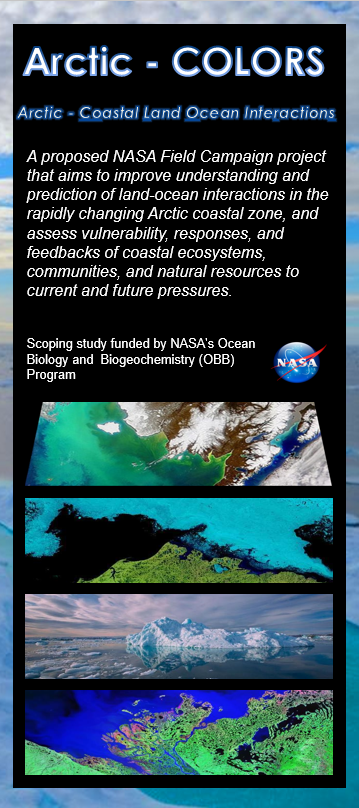 Arctic - COLORS
Arctic - Coastal Land Ocean Interactions
A proposed NASA Field Campaign project
that aims to improve understanding and
prediction of land-ocean interactions in the
rapidly changing Arctic coastal zone, and
assess vulnerability, responses, and
feedbacks of coastal ecosystems,
communities, and natural resources to
current and future pressures.
Scoping study funded by NASA's Ocean
Biology and Biogeochemistry (OBB)
Program
NASA